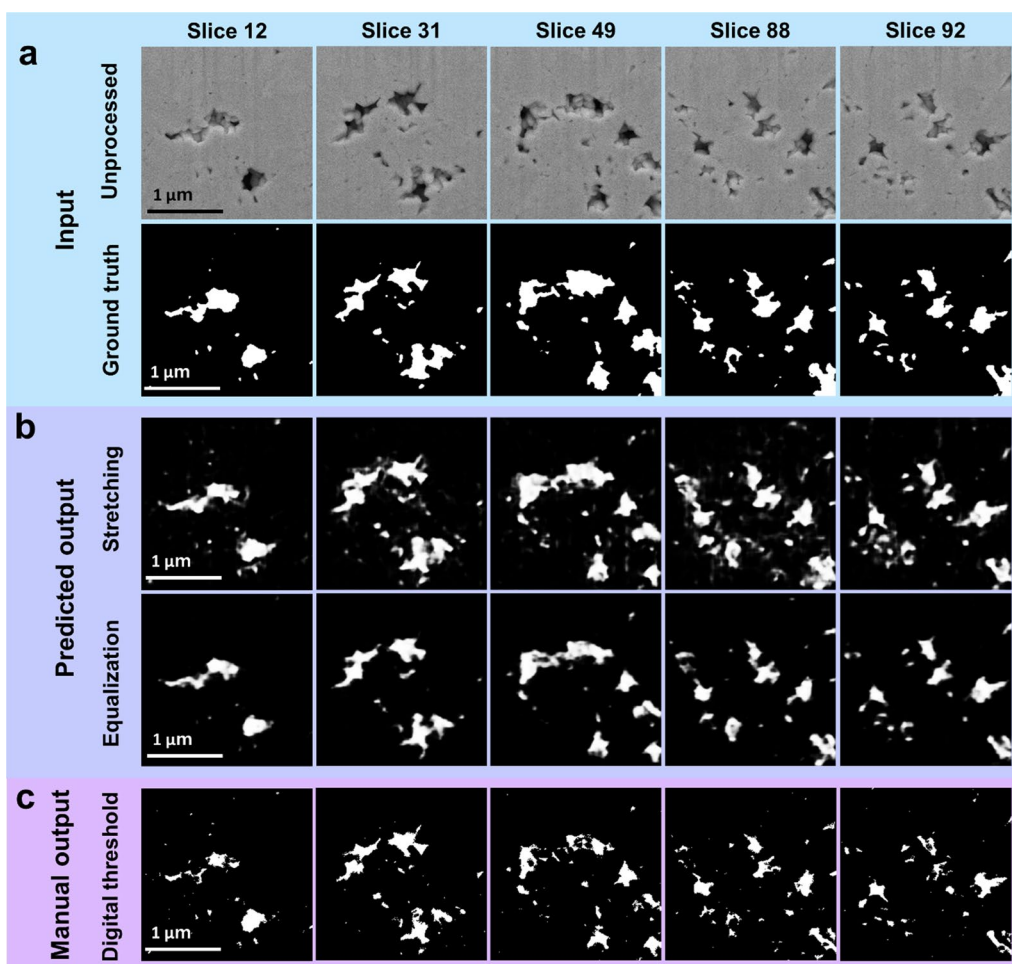 Slice 12 Slice 31 Slice 49 Slice 88 Slice 92
a
Input
Unprocessed
1 µm
Ground truth
1 µm
b
Predicted output
Stretching
1 µm
Equalization
1 µm
c
Manual output
Digital threshold
1 µm